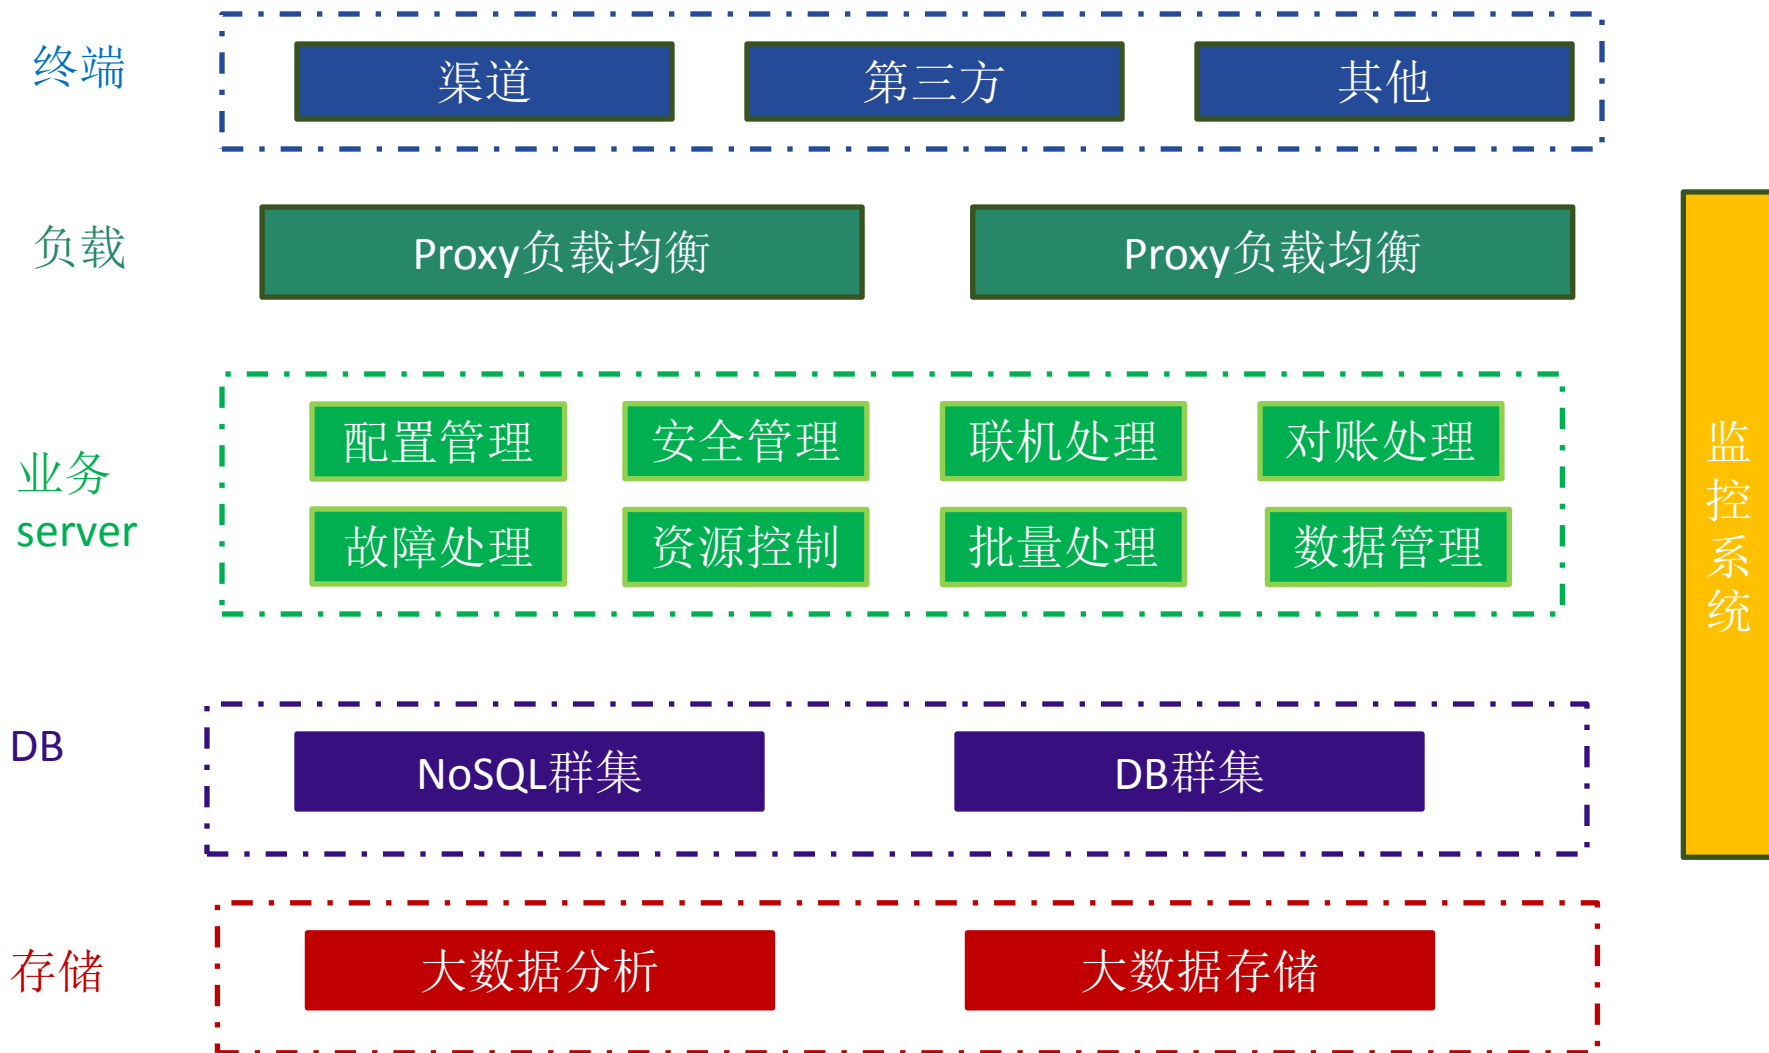 终端
渠道
第三方
其他
负载
Proxy负载均衡
Proxy负载均衡
业务
server
配置管理
安全管理
联机处理
对账处理
故障处理
资源控制
批量处理
数据管理
DB
NoSQL群集
DB群集
存储
大数据分析
大数据存储
监
控
系
统